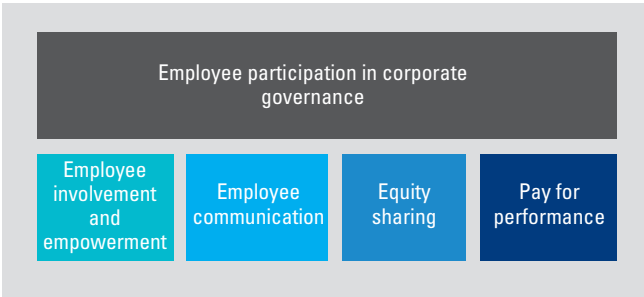 Employee participation in corporate
governance
Employee
involvement
and
empowerment
Employee
communication
Equity
sharing
Pay for
performance